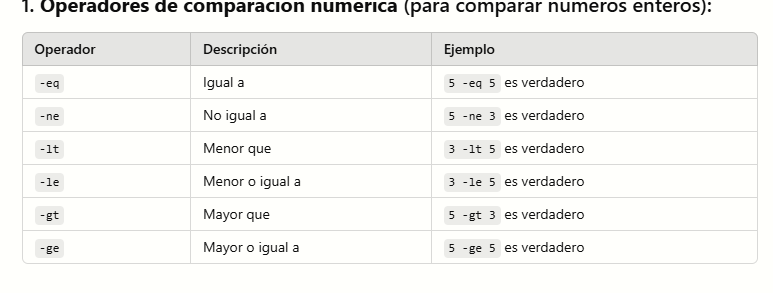 1. Operadores de comparación numérica (para comparar números enteros):
Operador Descripción Ejemplo
-eq Igual a 5 -eq 5 es verdadero
-ne No igual a 5 -ne 3 es verdadero
-lt Menor que 3 -lt 5 es verdadero
-le Menor o igual a 3 -le 5 es verdadero
-gt Mayor que 5 -gt 3 es verdadero
-ge Mayor o igual a 5 -ge 5 es verdadero